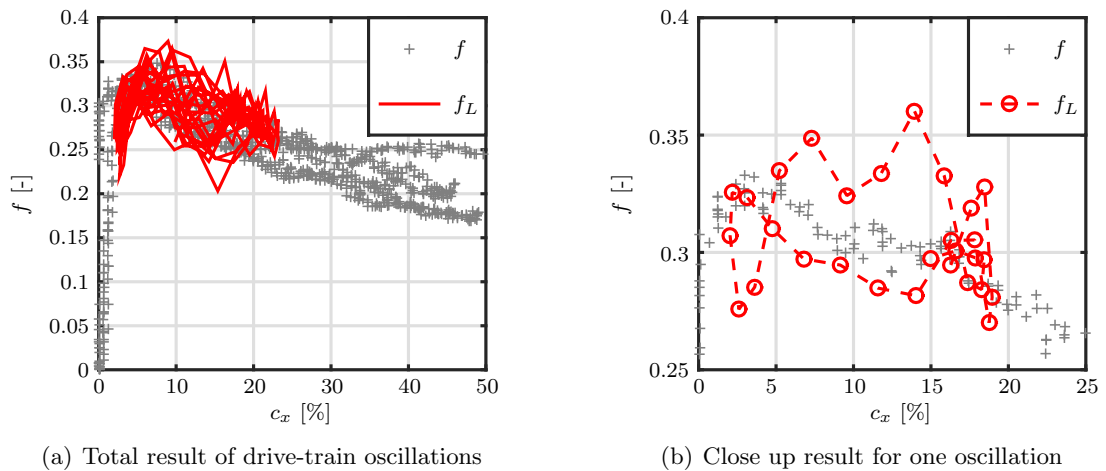 0.4
0.35
0.3
0.25
0.2
0.15
0.1
0.05
0
f [-]
0 10 20 30 40 50
c_x [%]
f
f_L
(a) Total result of drive-train oscillations
0.4
0.35
0.3
0.25
f [-]
0 5 10 15 20 25
c_x [%]
f
f_L
(b) Close up result for one oscillation